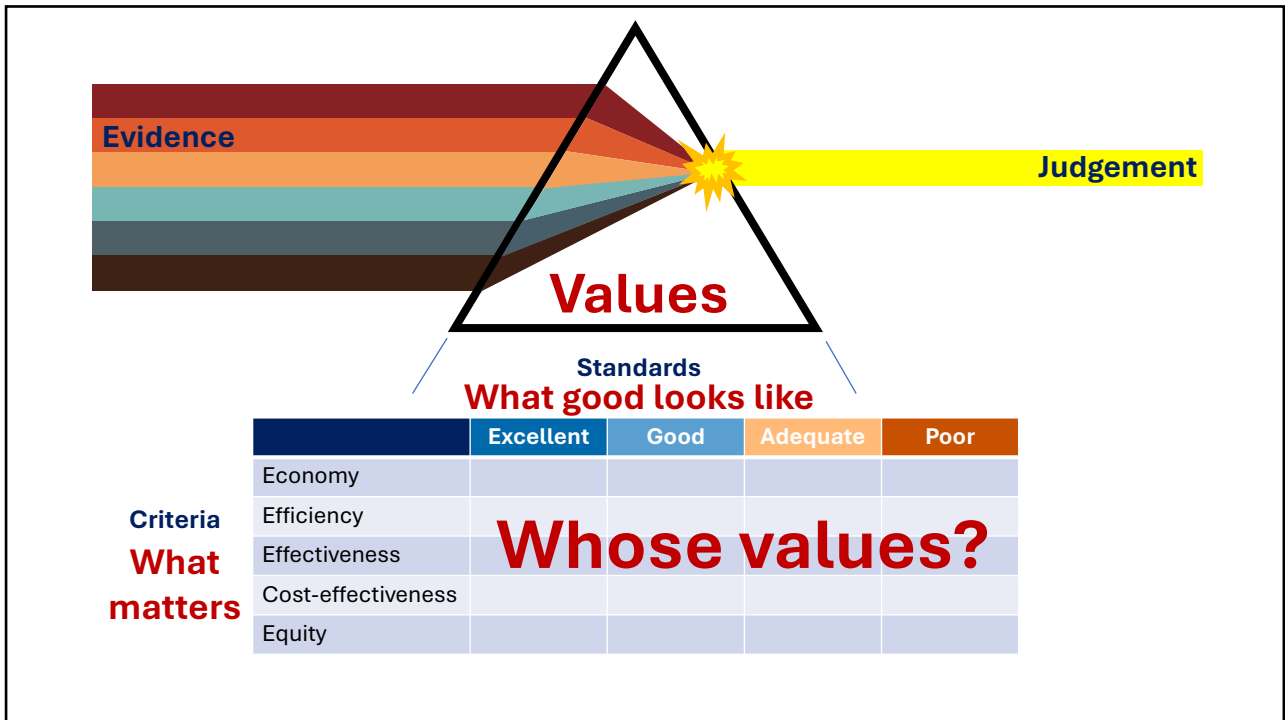 Evidence
Judgement
Values
Standards
What good looks like
Excellent Good Adequate Poor
Economy
Efficiency
Effectiveness
Cost-effectiveness
Equity
Criteria
What
matters
Whose values?